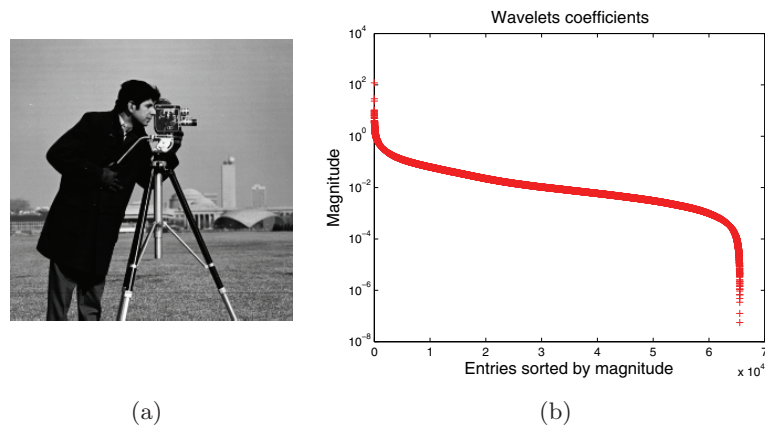 Wavelets coefficients
10^4
10^2
10^0
10^−2
10^−4
10^−6
10^−8
Magnitude
0 1 2 3 4 5 6 7
x 10^4
Entries sorted by magnitude
(a) (b)